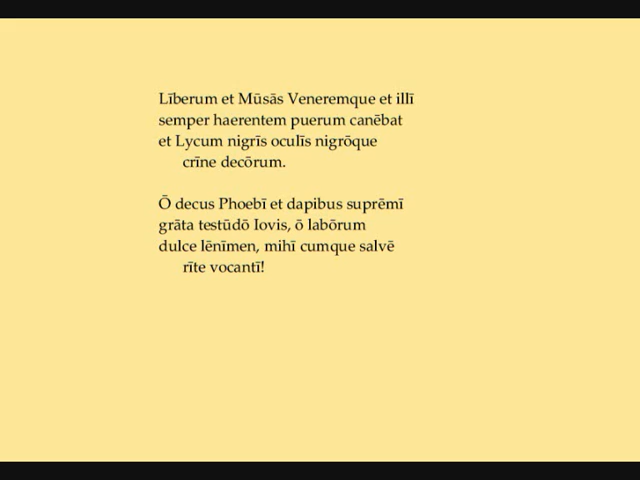 Līberum et Mūsās Veneremque et illī
semper haerentem puerum canēbat
et Lycum nigrīs oculīs nigrōque
crīne decōrum.
Ō decus Phoebī et dapibus suprēmī
grāta testūdō Iovis, ō labōrum
dulce lēnīmen, mihī cumque salvē
rīte vocantī!